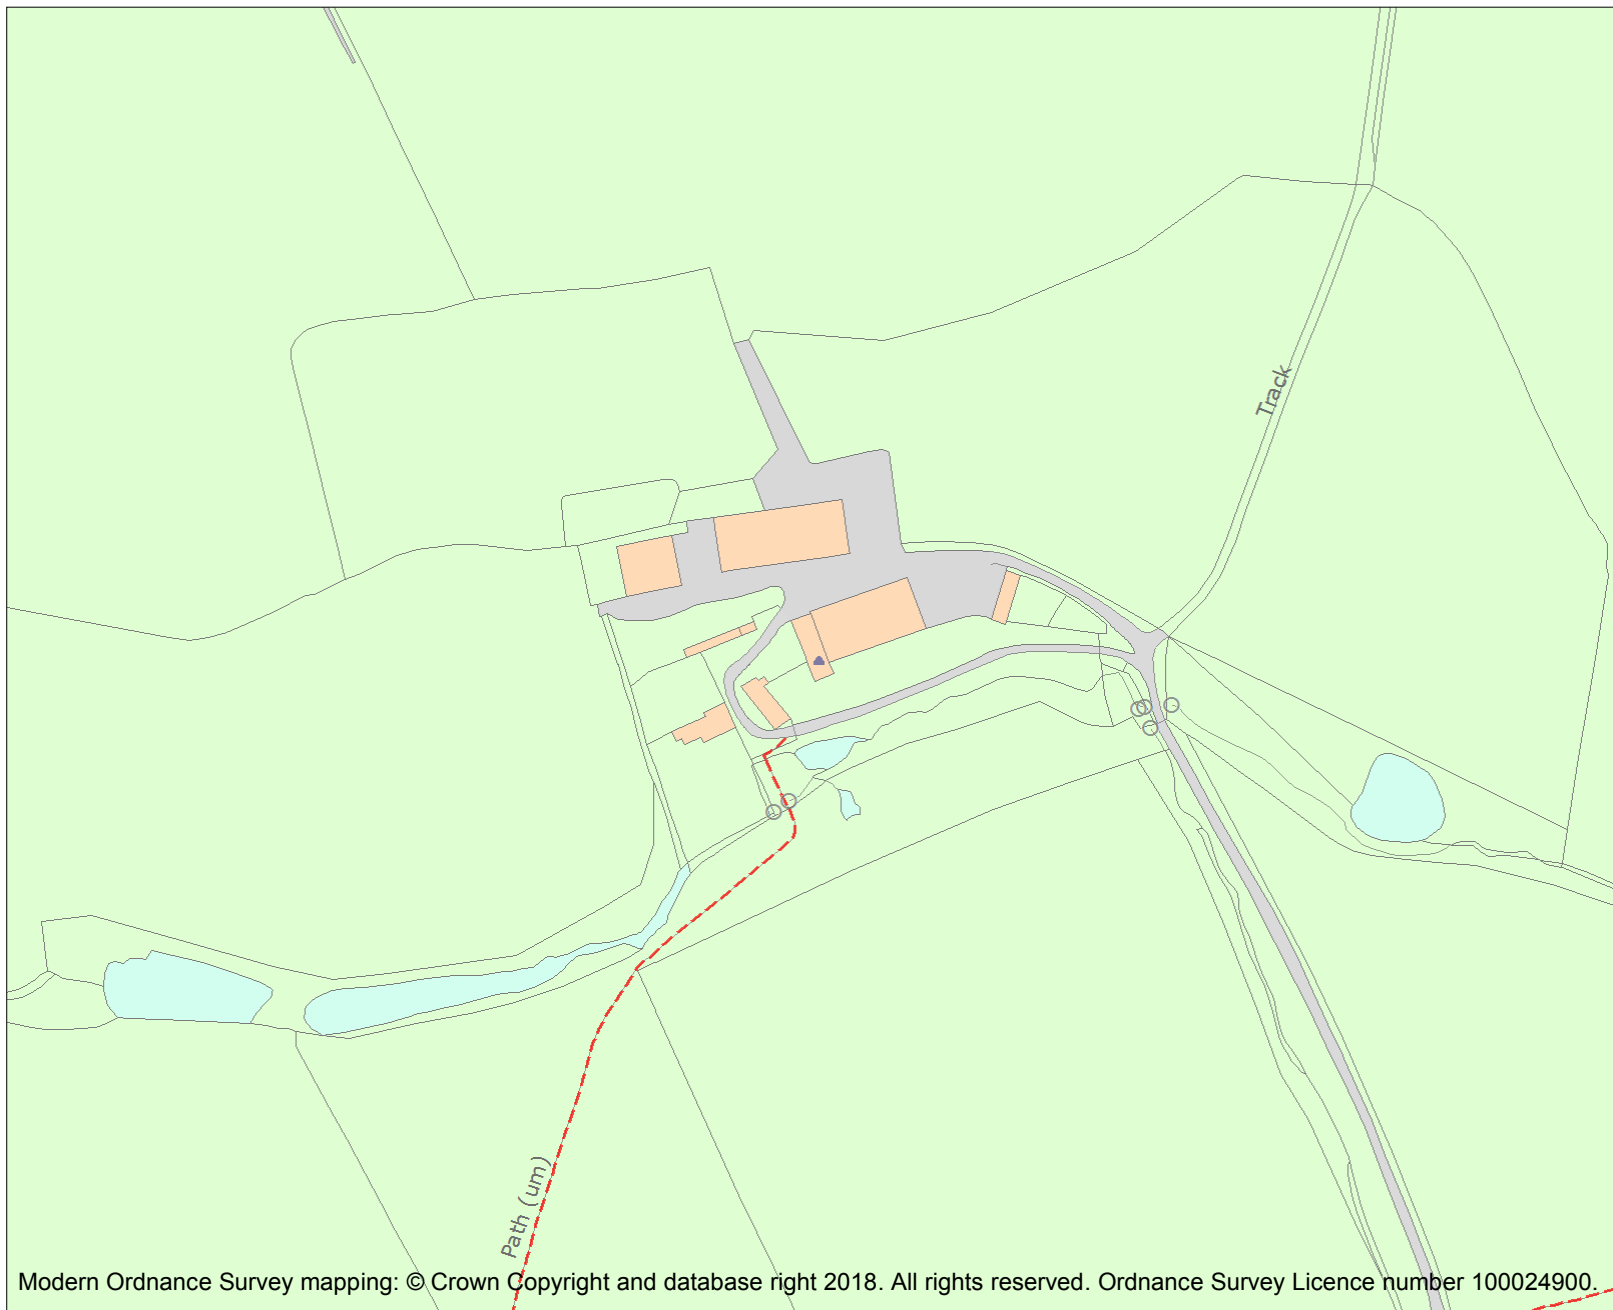 Track
Path (um)
Modern Ordnance Survey mapping: © Crown Copyright and database right 2018. All rights reserved. Ordnance Survey Licence number 100024900.